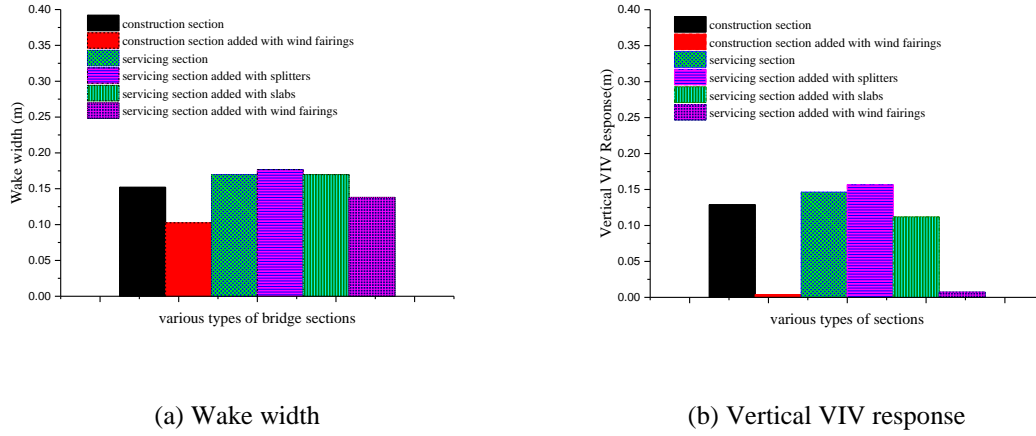 0.40
0.35
0.30
0.25
0.20
0.15
0.10
0.05
0.00
Wake width (m)
construction section
construction section added with wind fairings
servicing section
servicing section added with splitters
servicing section added with slabs
servicing section added with wind fairings
various types of bridge sections
(a) Wake width
0.40
0.35
0.30
0.25
0.20
0.15
0.10
0.05
0.00
Vertical VIV Response(m)
construction section
construction section added with wind fairings
servicing section
servicing section added with splitters
servicing section added with slabs
servicing section added with wind fairings
various types of sections
(b) Vertical VIV response